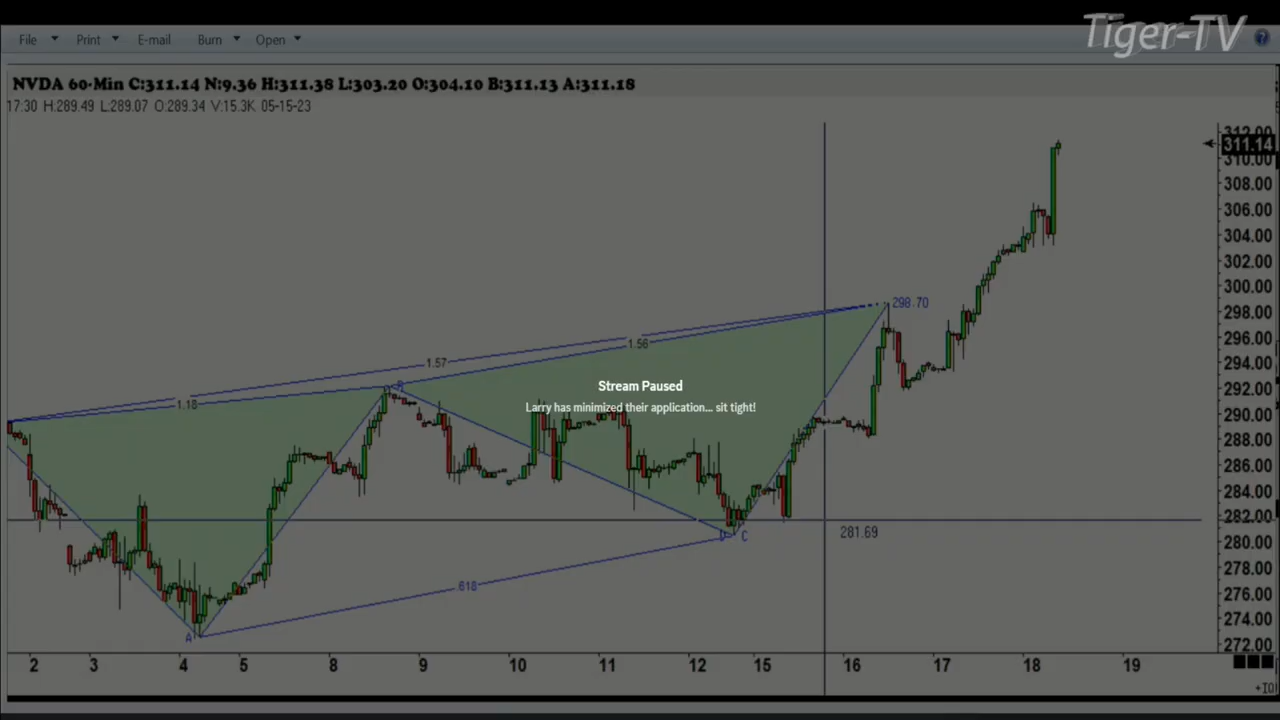 Tiger-TV
File Print E-mail Burn Open ?
NVDA 60-Min C:311.14 N:9.36 H:311.38 L:303.20 O:304.10 B:311.13 A:311.18
17:30 H:289.49 L:289.07 O:289.34 V:15.3K 05-15-23
312.00
311.14
310.00
308.00
306.00
304.00
302.00
300.00
298.00
296.00
294.00
292.00
290.00
288.00
286.00
284.00
282.00
280.00
278.00
276.00
274.00
272.00
298.70
1.56
1.57
1.18
B
Stream Paused
Larry has minimized their application... sit tight!
281.69
D C
.618
A
2 3 4 5 8 9 10 11 12 15 16 17 18 19